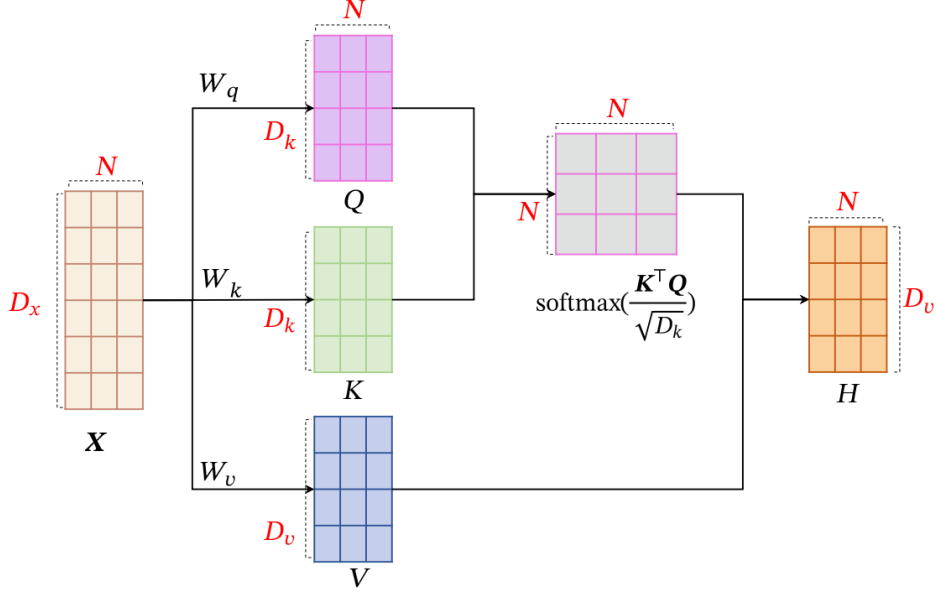 N
D_x
X
W_q
N
D_k
Q
W_k
D_k
K
W_v
D_v
V
N
N
softmax(K^⊤Q/√D_k)
N
D_v
H